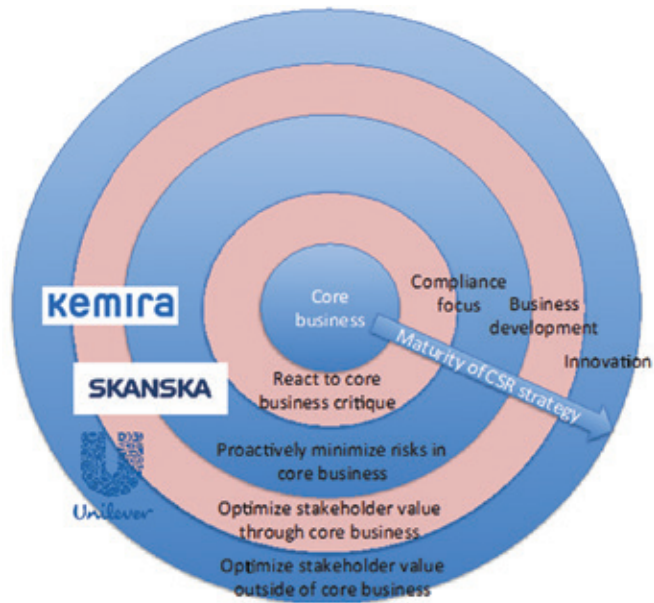 Core
business
Compliance
focus
Business
development
Innovation
Maturity of CSR strategy
kemira
SKANSKA
Unilever
React to core
business critique
Proactively minimize risks in
core business
Optimize stakeholder value
through core business
Optimize stakeholder value
outside of core business